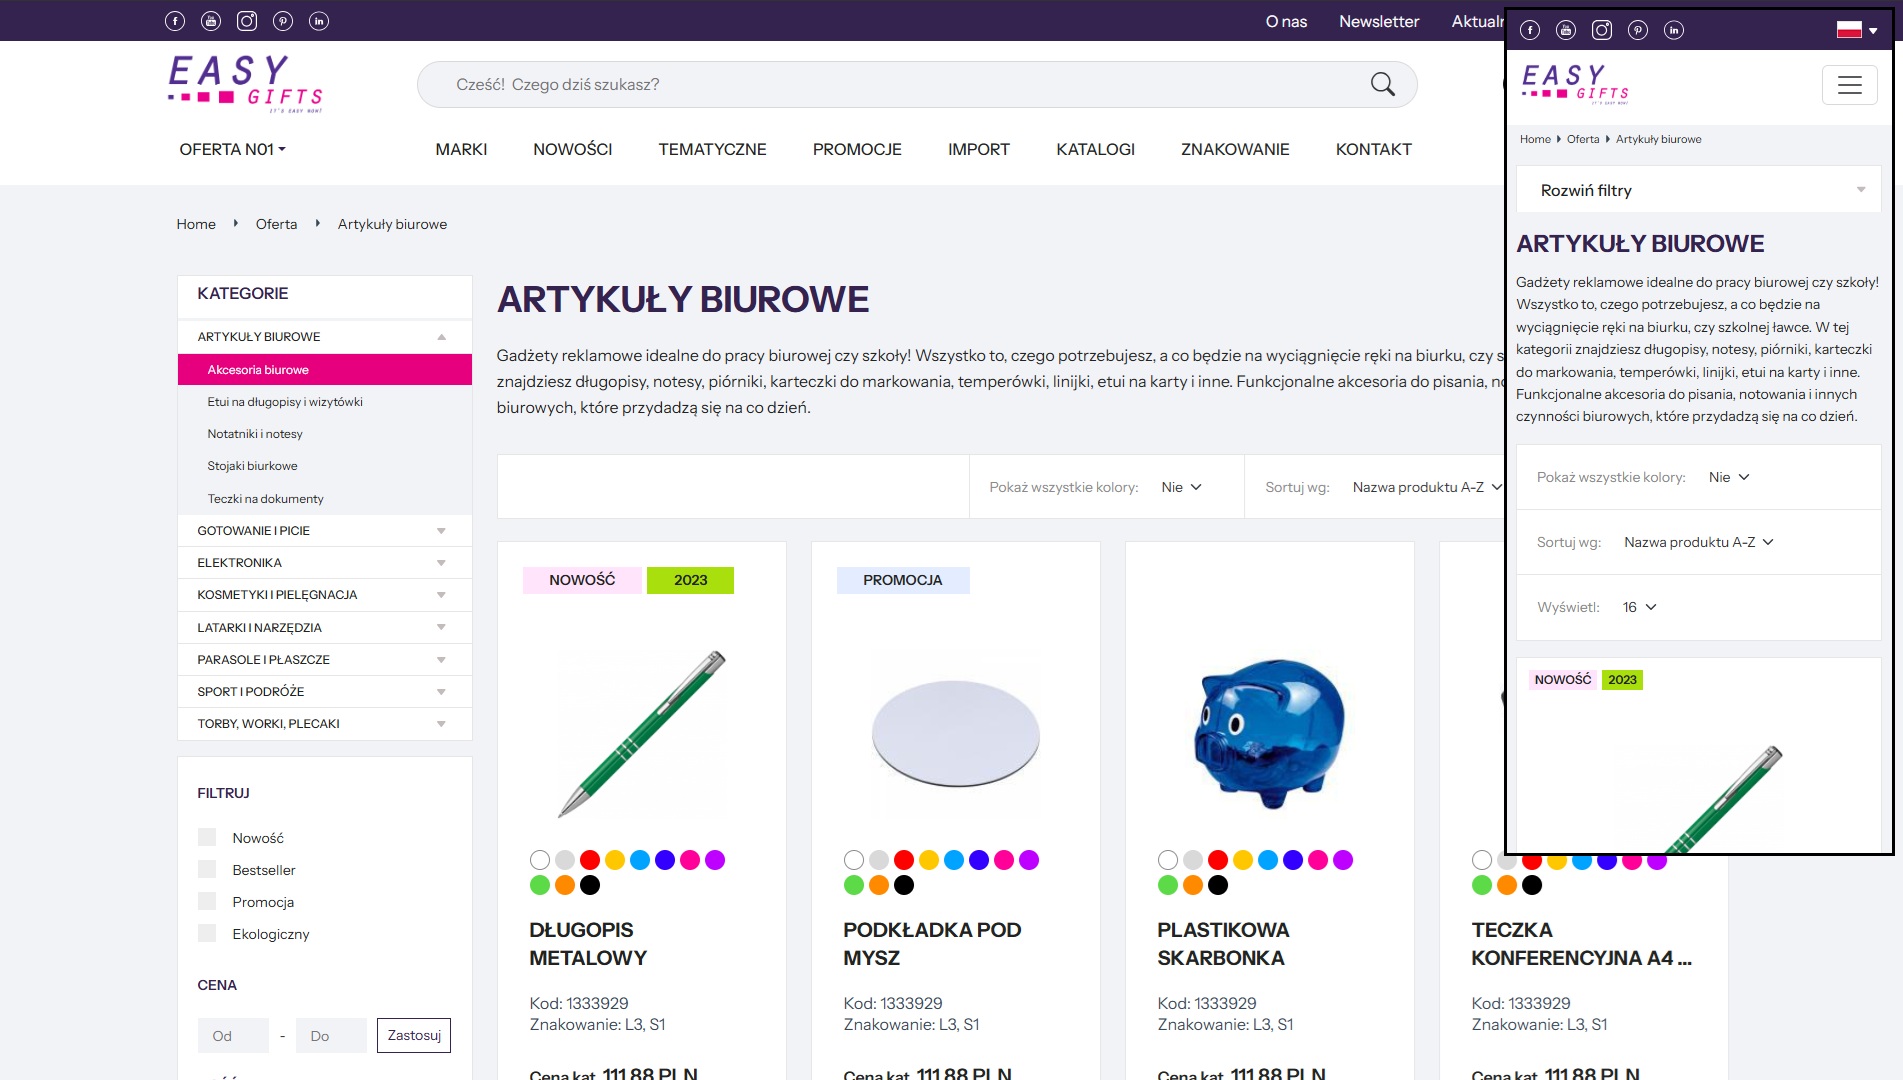 O nas Newsletter Aktualn
EASY
GIFTS
IT'S EASY NOW!
Cześć! Czego dziś szukasz?
OFERTA N01 MARKI NOWOŚCI TEMATYCZNE PROMOCJE IMPORT KATALOGI ZNAKOWANIE KONTAKT
Home Oferta Artykuły biurowe
KATEGORIE
ARTYKUŁY BIUROWE
Akcesoria biurowe
Etui na długopisy i wizytówki
Notatniki i notesy
Stojaki biurkowe
Teczki na dokumenty
GOTOWANIE I PICIE
ELEKTRONIKA
KOSMETYKI I PIELĘGNACJA
LATARKI I NARZĘDZIA
PARASOLE I PŁASZCZE
SPORT I PODRÓŻE
TORBY, WORKI, PLECAKI
FILTRUJ
Nowość
Bestseller
Promocja
Ekologiczny
CENA
Od - Do Zastosuj
ARTYKUŁY BIUROWE
Gadżety reklamowe idealne do pracy biurowej czy szkoły! Wszystko to, czego potrzebujesz, a co będzie na wyciągnięcie ręki na biurku, czy s
znajdziesz długopisy, notesy, piórniki, karteczki do markowania, temperówki, linijki, etui na karty i inne. Funkcjonalne akcesoria do pisania, no
biurowych, które przydadzą się na co dzień.
Pokaż wszystkie kolory: Nie Sortuj wg: Nazwa produktu A-Z
NOWOŚĆ 2023
DŁUGOPIS
METALOWY
Kod: 1333929
Znakowanie: L3, S1
Cena kat. 111,88 PLN
PROMOCJA
PODKŁADKA POD
MYSZ
Kod: 1333929
Znakowanie: L3, S1
Cena kat. 111,88 PLN
PLASTIKOWA
SKARBONKA
Kod: 1333929
Znakowanie: L3, S1
Cena kat. 111,88 PLN
TECZKA
KONFERENCYJNA A4 ...
Kod: 1333929
Znakowanie: L3, S1
Cena kat. 111,88 PLN
EASY
GIFTS
IT'S EASY NOW!
Home Oferta Artykuły biurowe
Rozwiń filtry
ARTYKUŁY BIUROWE
Gadżety reklamowe idealne do pracy biurowej czy szkoły!
Wszystko to, czego potrzebujesz, a co będzie na
wyciągnięcie ręki na biurku, czy szkolnej ławce. W tej
kategorii znajdziesz długopisy, notesy, piórniki, karteczki
do markowania, temperówki, linijki, etui na karty i inne.
Funkcjonalne akcesoria do pisania, notowania i innych
czynności biurowych, które przydadzą się na co dzień.
Pokaż wszystkie kolory: Nie
Sortuj wg: Nazwa produktu A-Z
Wyświetl: 16
NOWOŚĆ 2023